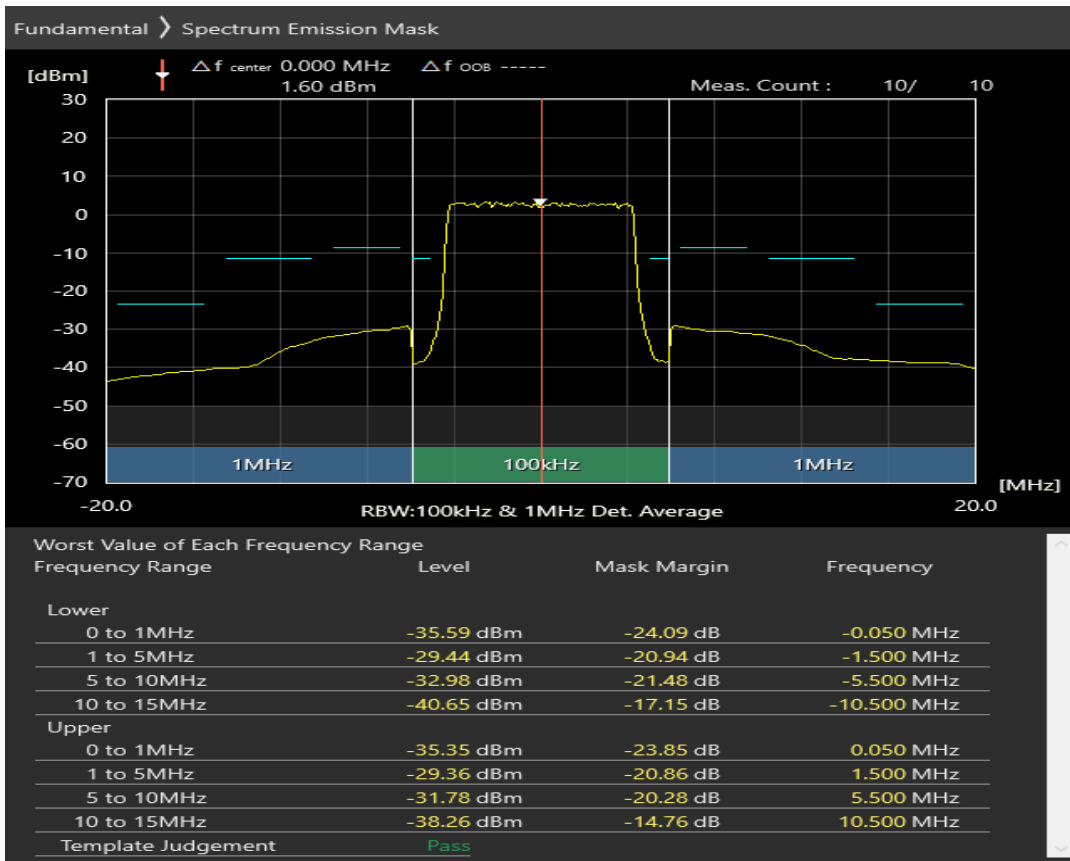 Fundamental 〉 Spectrum Emission Mask
[dBm] △f center 0.000 MHz △f OOB -----
1.60 dBm Meas. Count : 10/ 10
30
20
10
0
-10
-20
-30
-40
-50
-60
1MHz 100kHz 1MHz
-70
[MHz]
-20.0 RBW:100kHz & 1MHz Det. Average 20.0
Worst Value of Each Frequency Range
Frequency Range Level Mask Margin Frequency
Lower
0 to 1MHz -35.59 dBm -24.09 dB -0.050 MHz
1 to 5MHz -29.44 dBm -20.94 dB -1.500 MHz
5 to 10MHz -32.98 dBm -21.48 dB -5.500 MHz
10 to 15MHz -40.65 dBm -17.15 dB -10.500 MHz
Upper
0 to 1MHz -35.35 dBm -23.85 dB 0.050 MHz
1 to 5MHz -29.36 dBm -20.86 dB 1.500 MHz
5 to 10MHz -31.78 dBm -20.28 dB 5.500 MHz
10 to 15MHz -38.26 dBm -14.76 dB 10.500 MHz
Template Judgement Pass